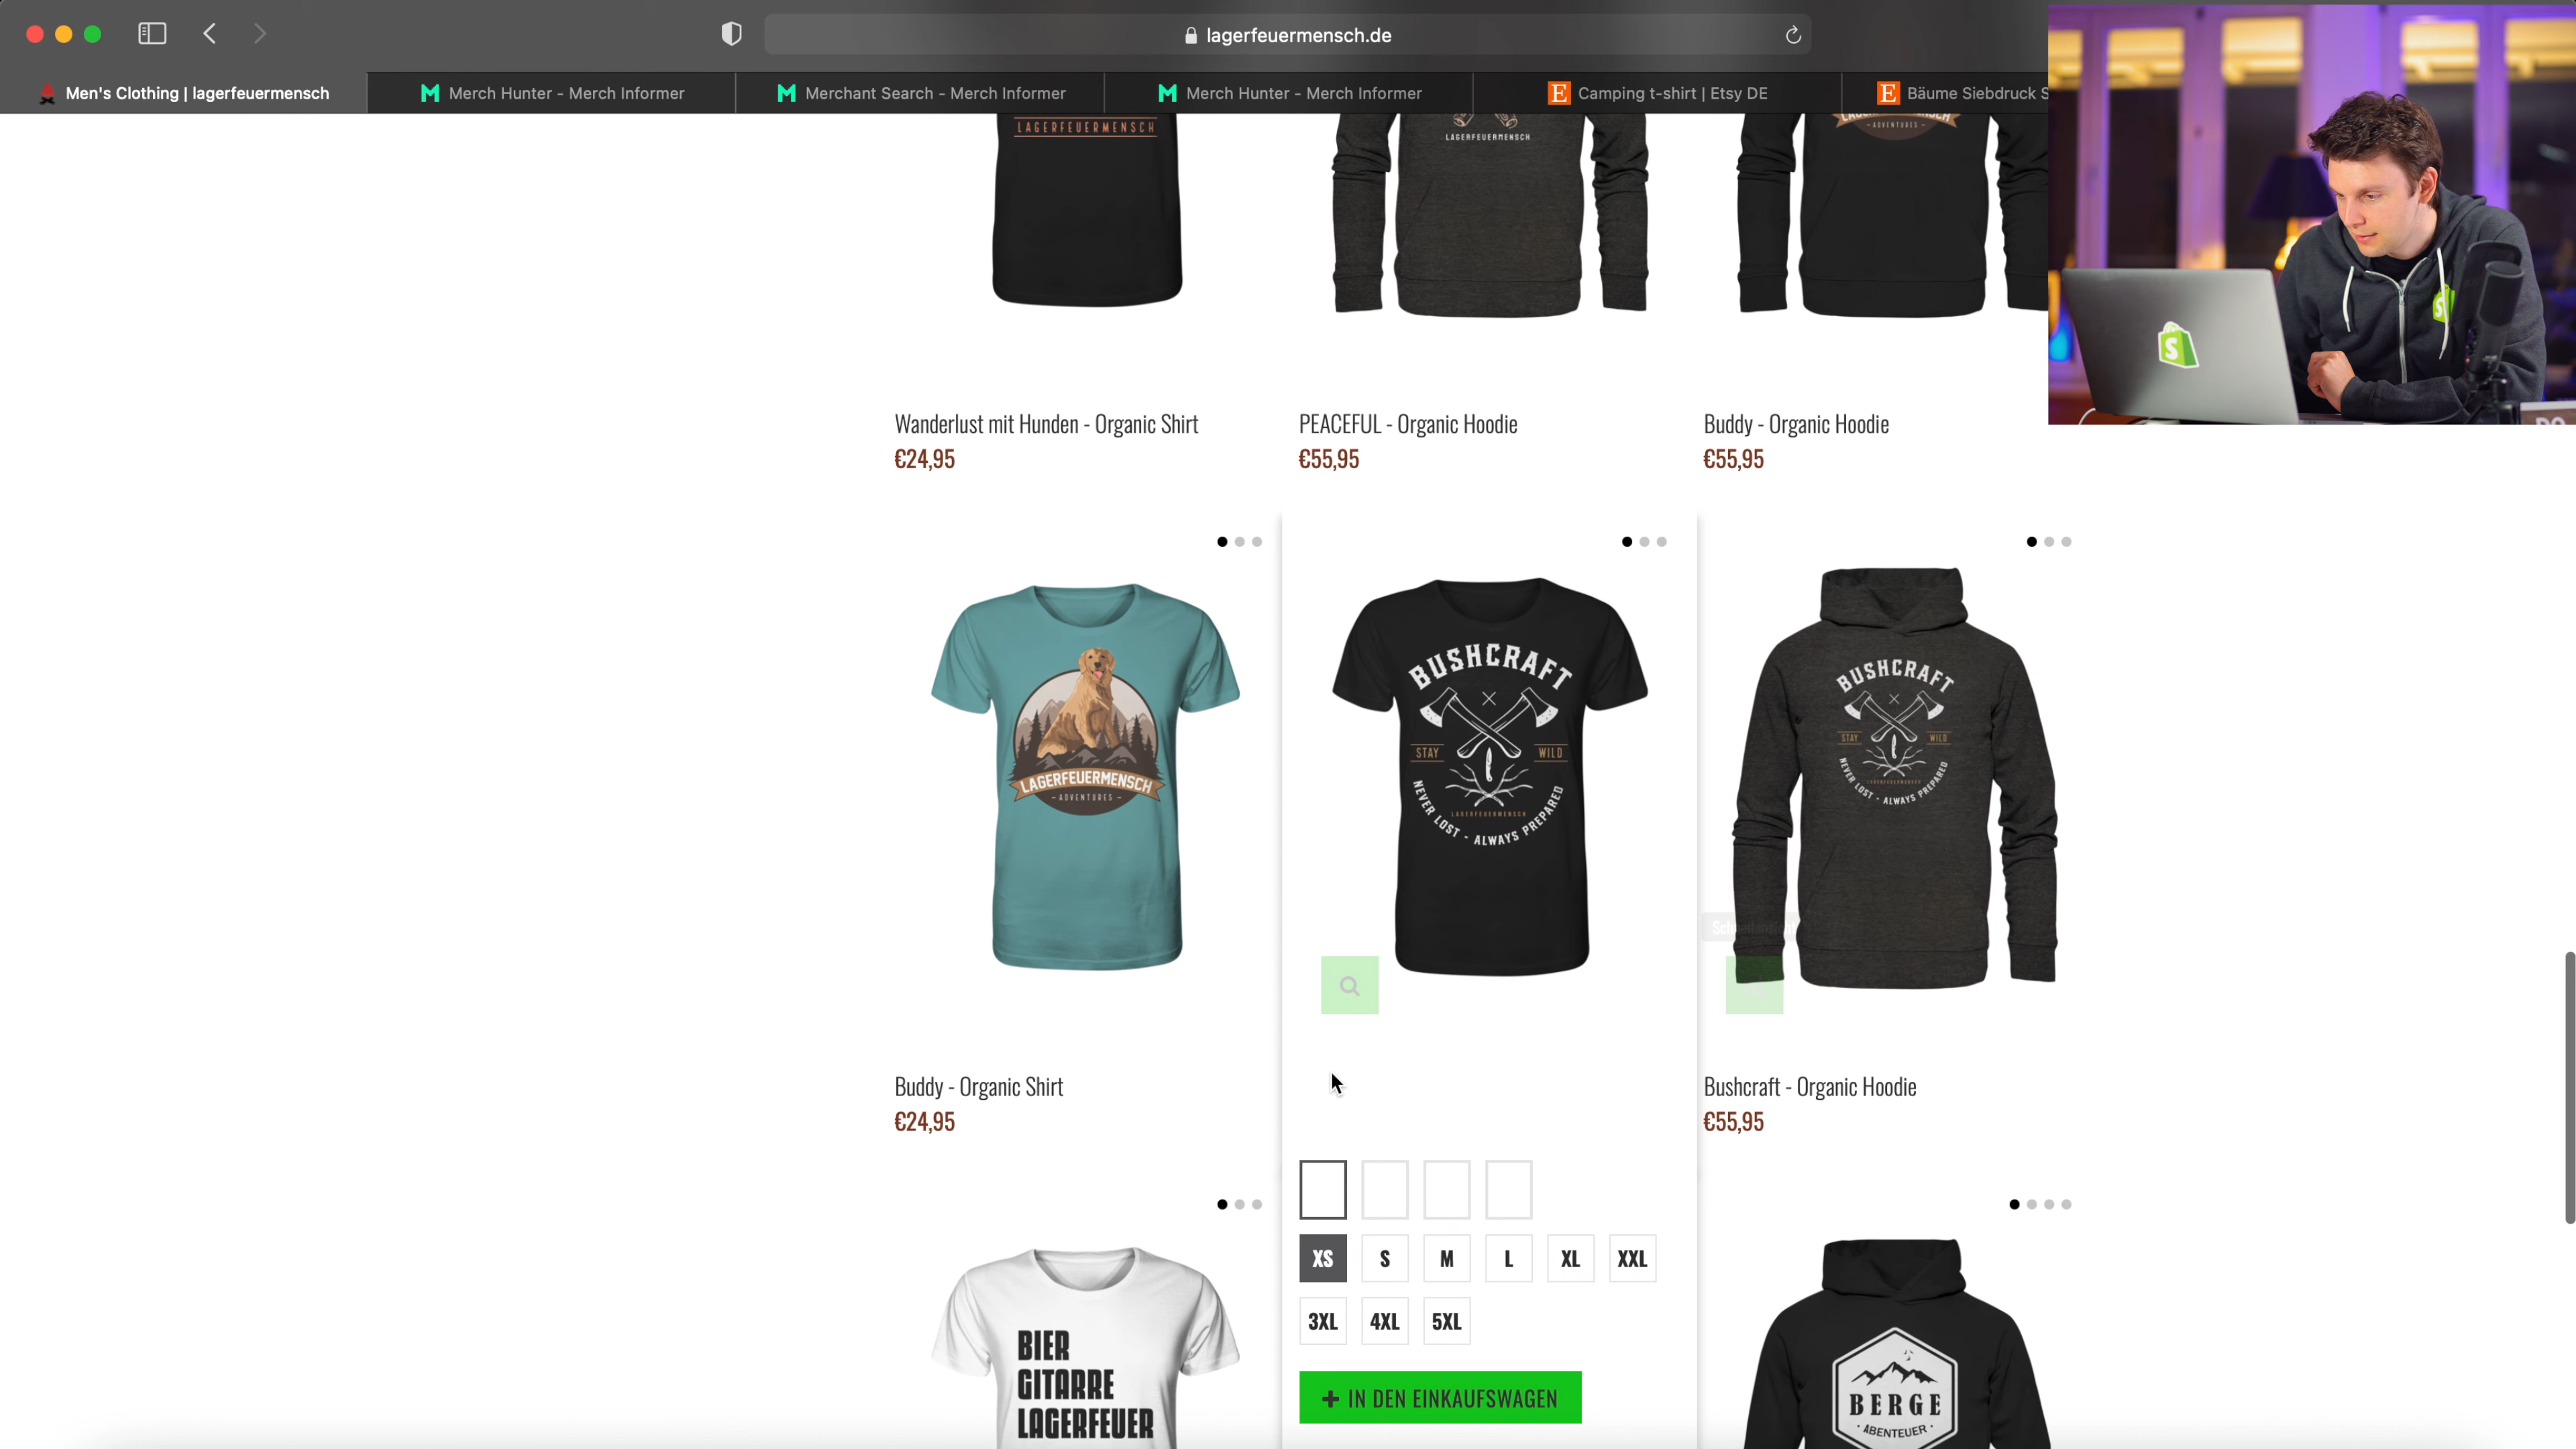 lagerfeuermensch.de
Men's Clothing | lagerfeuermensch
Merch Hunter - Merch Informer
Merchant Search - Merch Informer
Merch Hunter - Merch Informer
Camping t-shirt | Etsy DE
Bäume Siebdruck S
LAGERFEUERMENSCH
LAGERFEUERMENSCH
- ADVENTURES -
Wanderlust mit Hunden - Organic Shirt
€24,95
PEACEFUL - Organic Hoodie
€55,95
Buddy - Organic Hoodie
€55,95
LAGERFEUERMENSCH
- ADVENTURES -
BUSHCRAFT
STAY WILD
LAGERFEUERMENSCH
NEVER LOST - ALWAYS PREPARED
BUSHCRAFT
STAY WILD
LAGERFEUERMENSCH
NEVER LOST - ALWAYS PREPARED
Buddy - Organic Shirt
€24,95
Bushcraft - Organic Hoodie
€55,95
XS S M L XL XXL
3XL 4XL 5XL
+ IN DEN EINKAUFSWAGEN
BIER
GITARRE
LAGERFEUER
BERGE
· ABENTEUER ·